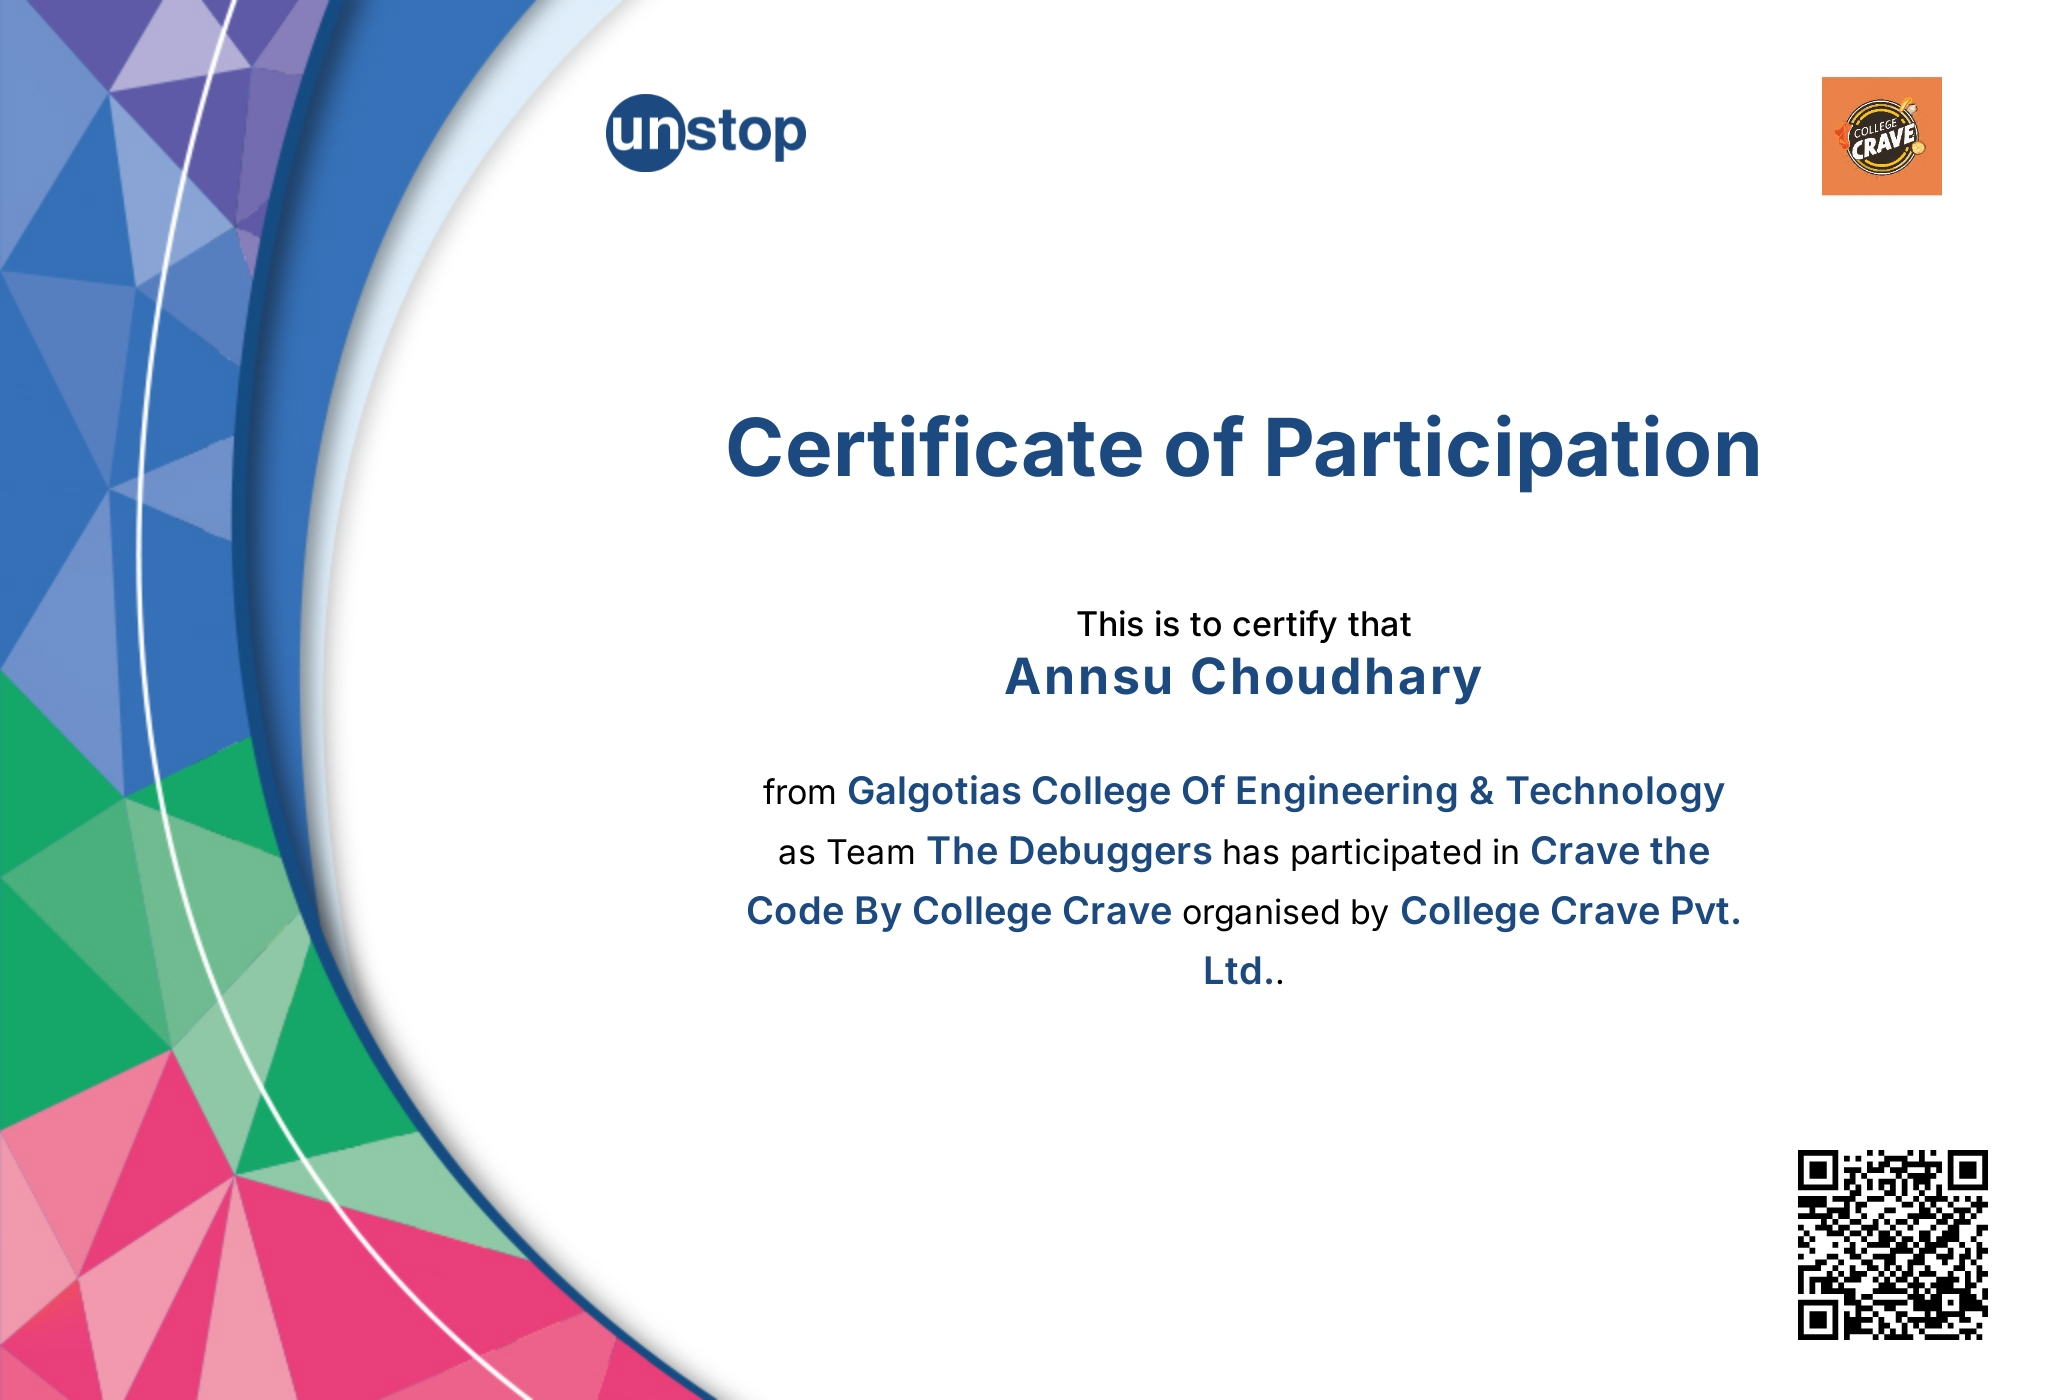 unstop
COLLEGE
CRAVE
Certificate of Participation
This is to certify that
Annsu Choudhary
from Galgotias College Of Engineering & Technology
as Team The Debuggers has participated in Crave the
Code By College Crave organised by College Crave Pvt.
Ltd..